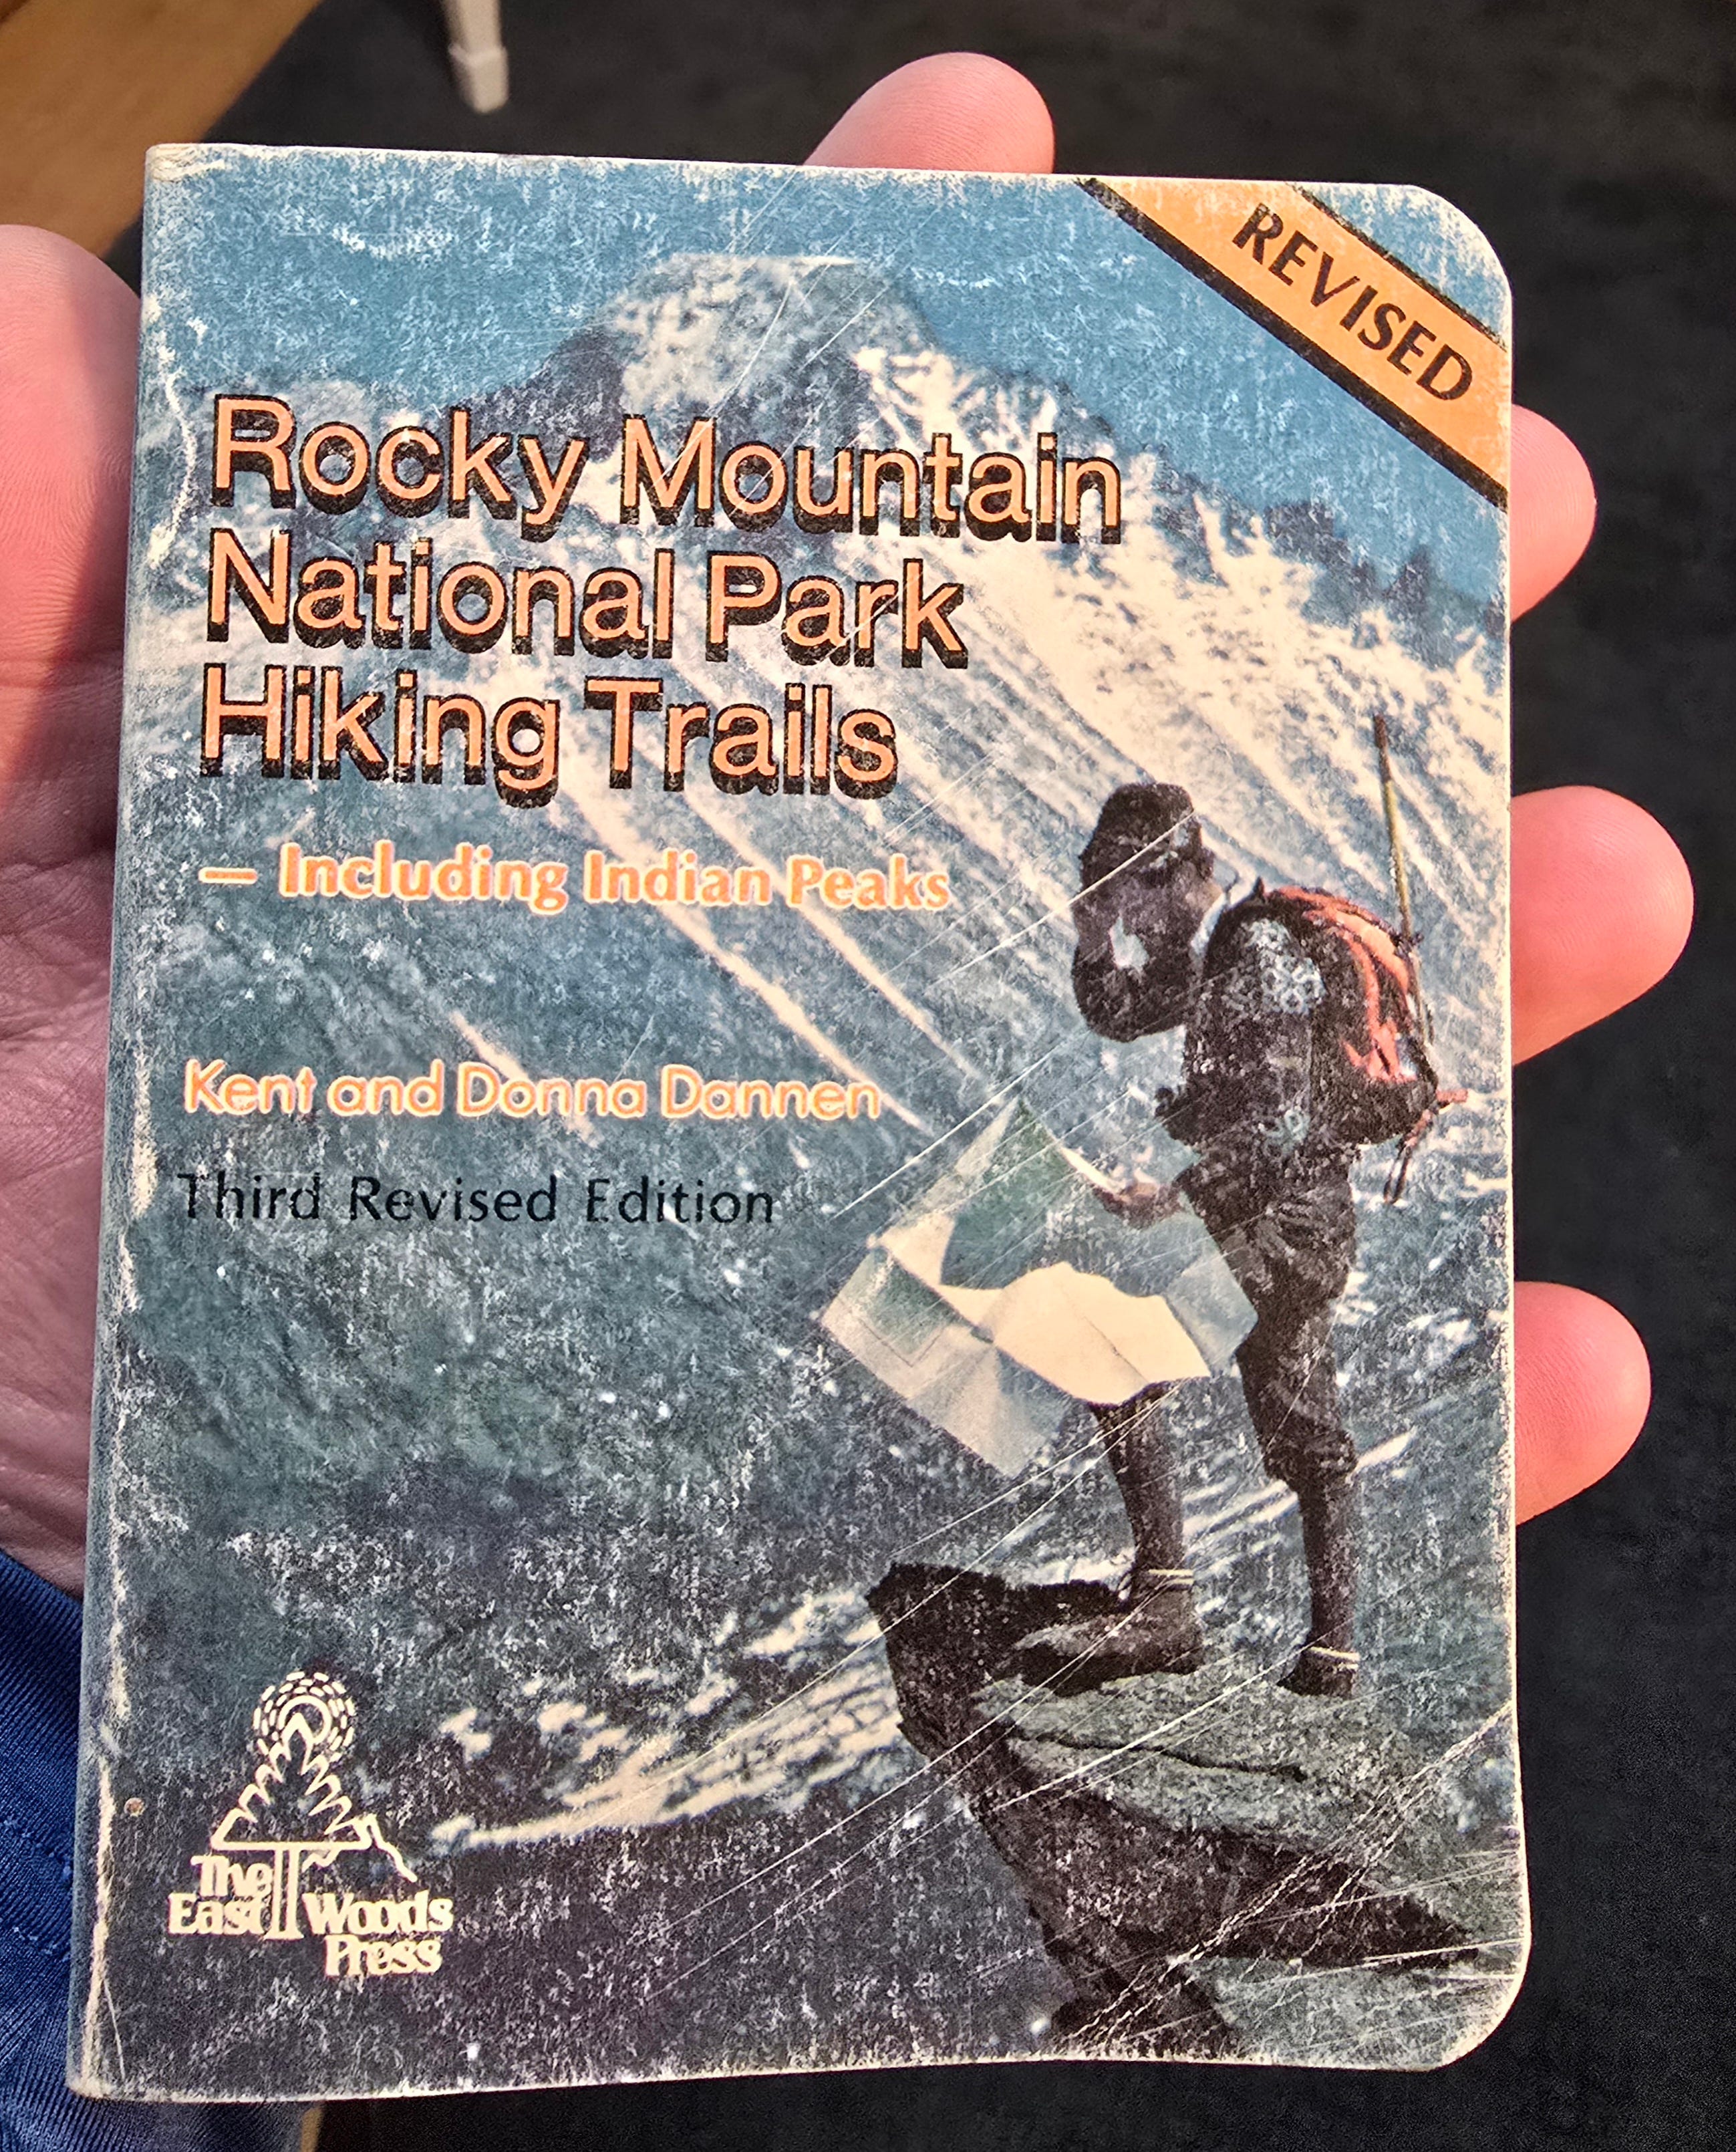 REVISED
Rocky Mountain
National Park
Hiking Trails
— Including Indian Peaks
Kent and Donna Dannen
Third Revised Edition
The
East Woods
Press